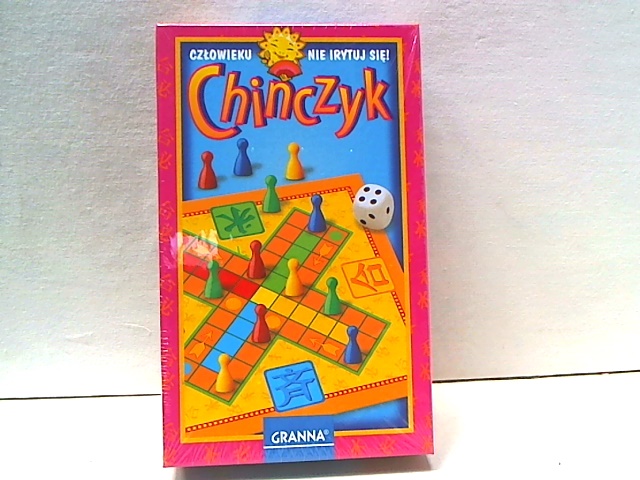 CZŁOWIEKU NIE IRYTUJ SIĘ!
Chińczyk
GRANNA®